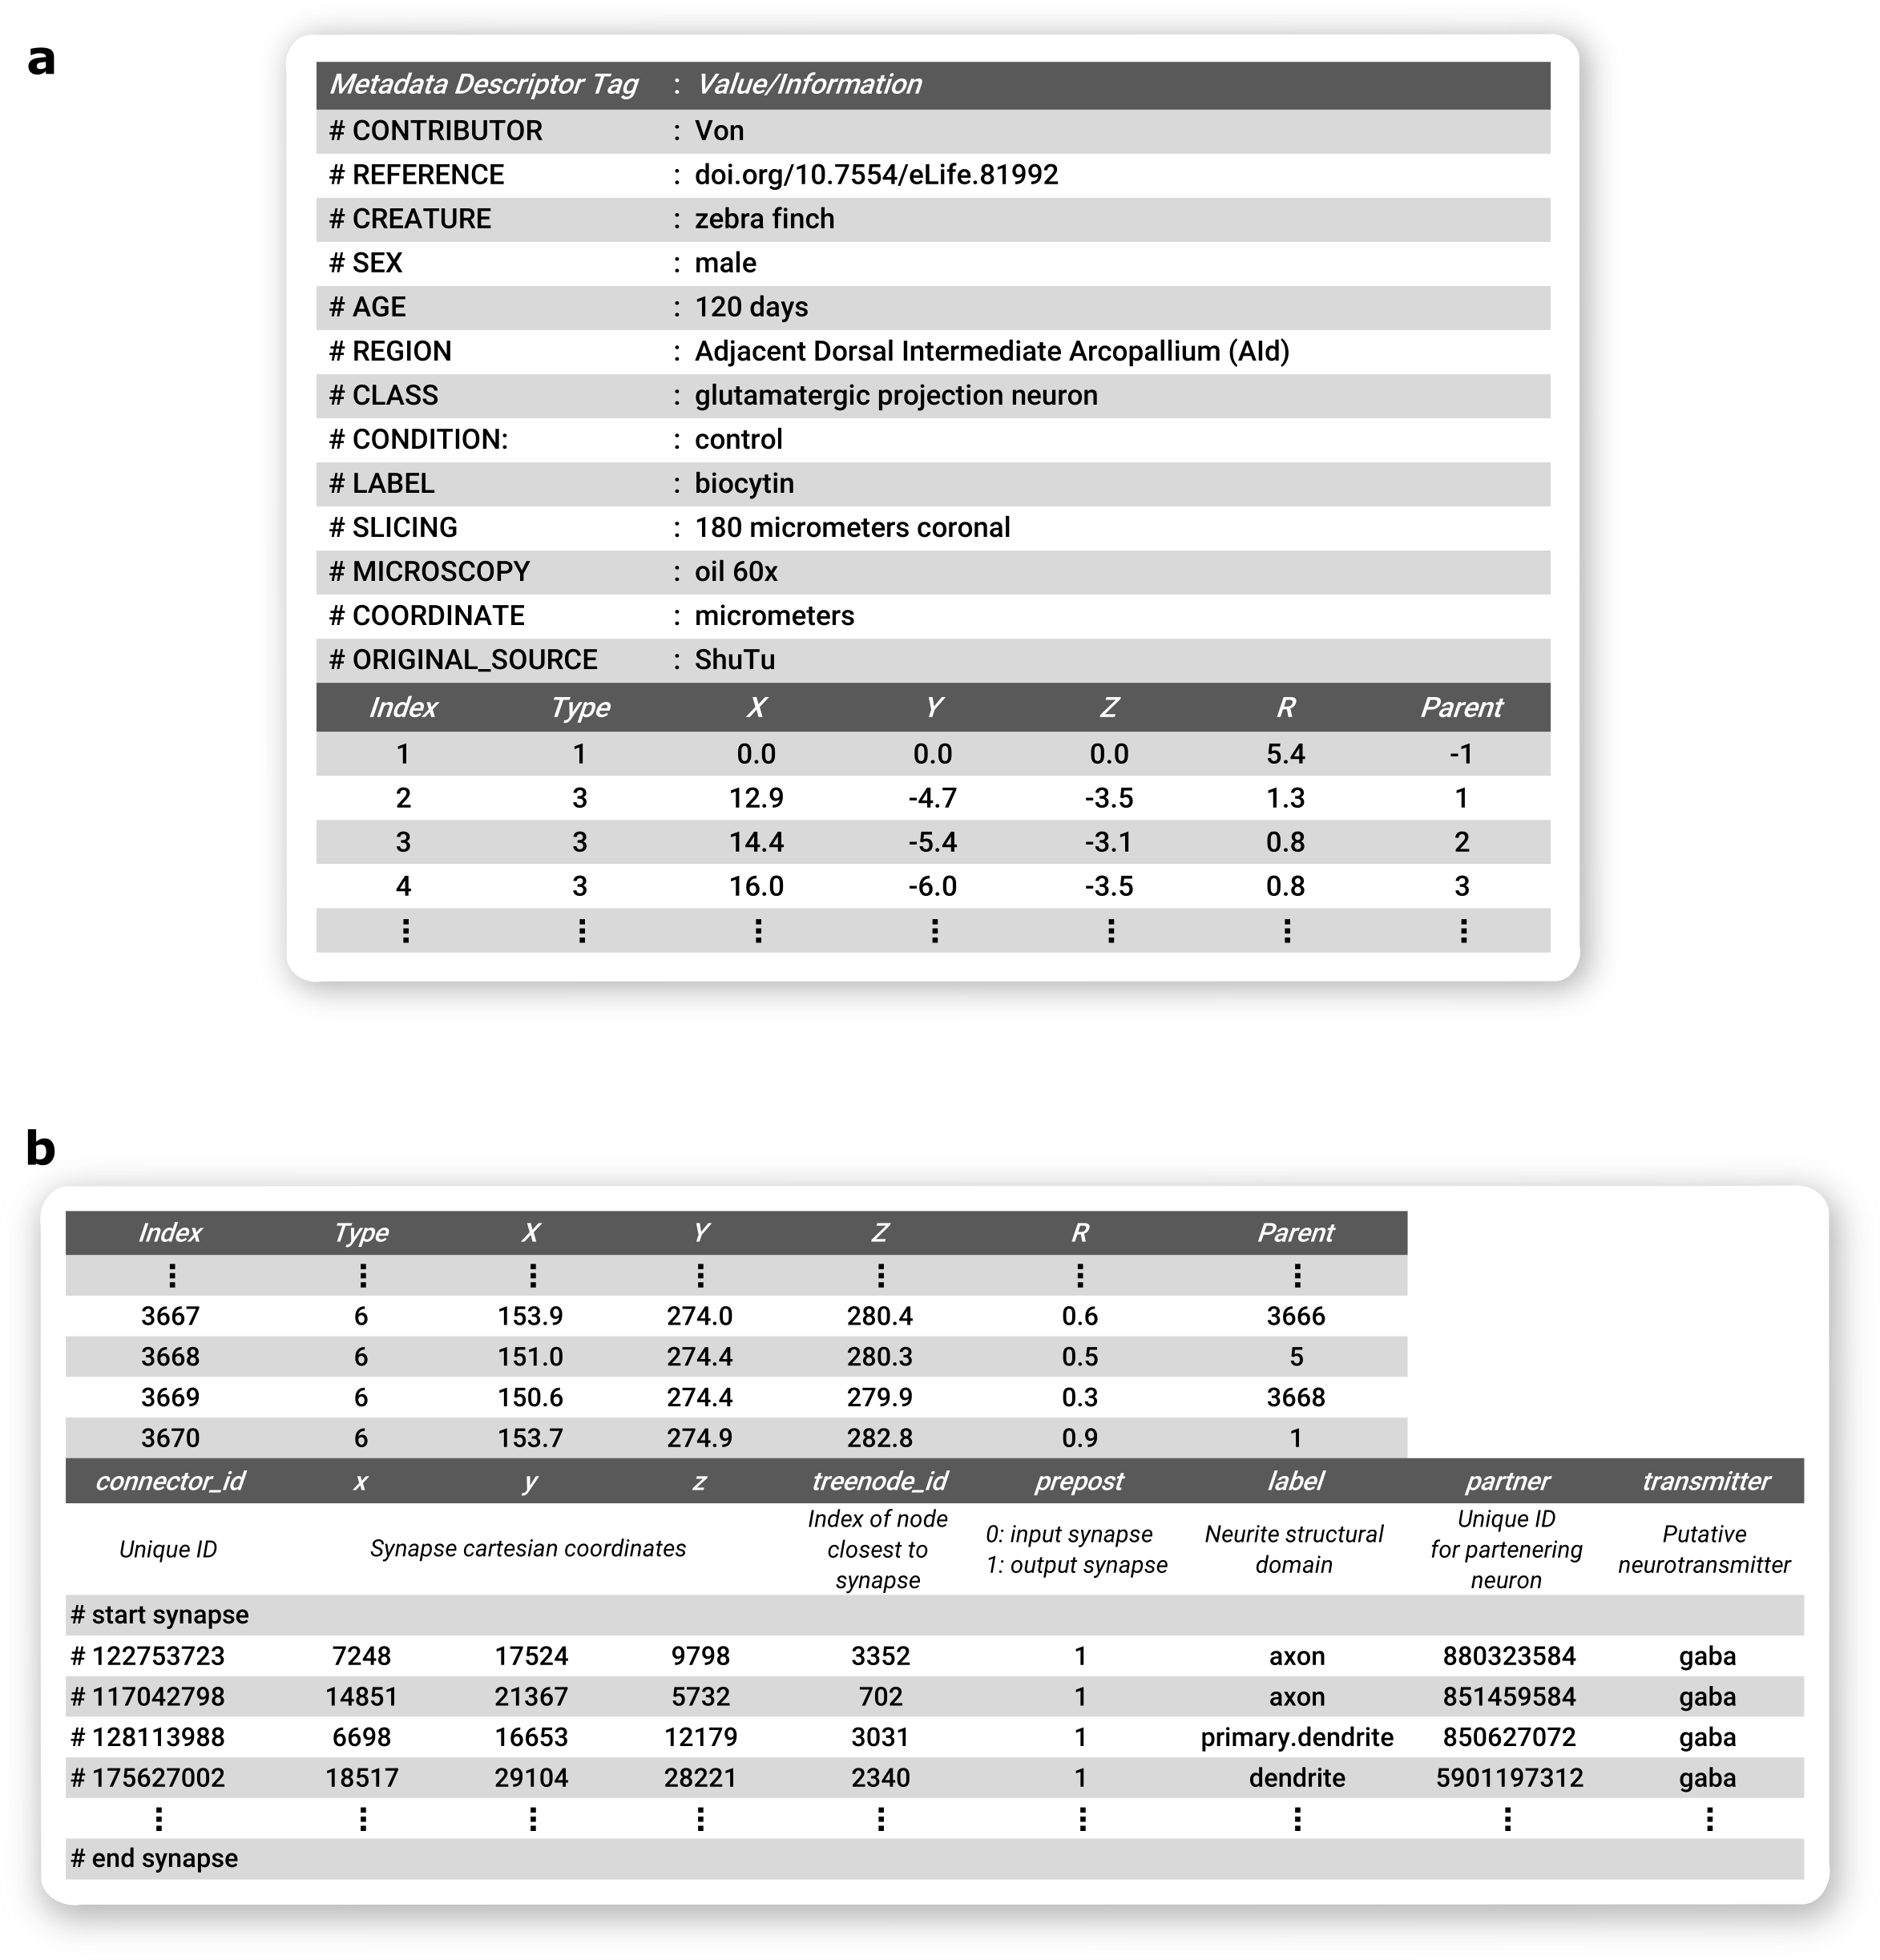 a
Metadata Descriptor Tag : Value/Information
# CONTRIBUTOR : Von
# REFERENCE : doi.org/10.7554/eLife.81992
# CREATURE : zebra finch
# SEX : male
# AGE : 120 days
# REGION : Adjacent Dorsal Intermediate Arcopallium (AId)
# CLASS : glutamatergic projection neuron
# CONDITION: : control
# LABEL : biocytin
# SLICING : 180 micrometers coronal
# MICROSCOPY : oil 60x
# COORDINATE : micrometers
# ORIGINAL_SOURCE : ShuTu
Index Type X Y Z R Parent
1 1 0.0 0.0 0.0 5.4 -1
2 3 12.9 -4.7 -3.5 1.3 1
3 3 14.4 -5.4 -3.1 0.8 2
4 3 16.0 -6.0 -3.5 0.8 3
⋮ ⋮ ⋮ ⋮ ⋮ ⋮ ⋮
b
Index Type X Y Z R Parent
⋮ ⋮ ⋮ ⋮ ⋮ ⋮ ⋮
3667 6 153.9 274.0 280.4 0.6 3666
3668 6 151.0 274.4 280.3 0.5 5
3669 6 150.6 274.4 279.9 0.3 3668
3670 6 153.7 274.9 282.8 0.9 1
connector_id x y z treenode_id prepost label partner transmitter
Unique ID
Synapse cartesian coordinates
Index of node
closest to
synapse
0: input synapse
1: output synapse
Neurite structural
domain
Unique ID
for partenering
neuron
Putative
neurotransmitter
# start synapse
# 122753723 7248 17524 9798 3352 1 axon 880323584 gaba
# 117042798 14851 21367 5732 702 1 axon 851459584 gaba
# 128113988 6698 16653 12179 3031 1 primary.dendrite 850627072 gaba
# 175627002 18517 29104 28221 2340 1 dendrite 5901197312 gaba
⋮ ⋮ ⋮ ⋮ ⋮ ⋮ ⋮ ⋮ ⋮
# end synapse